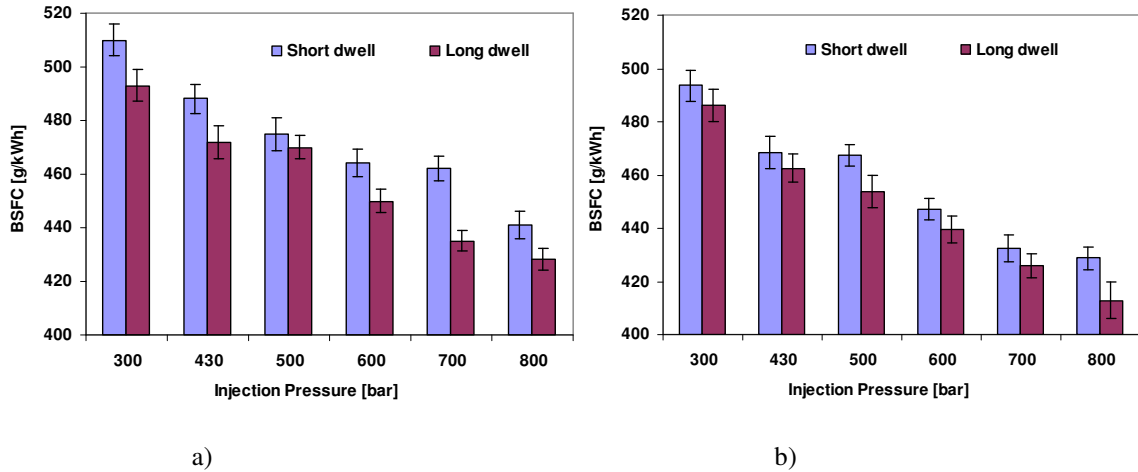 520
500
480
460
440
420
400
BSFC [g/kWh]
Short dwell
Long dwell
300 430 500 600 700 800
Injection Pressure [bar]
a)
520
500
480
460
440
420
400
BSFC [g/kWh]
Short dwell
Long dwell
300 430 500 600 700 800
Injection Pressure [bar]
b)